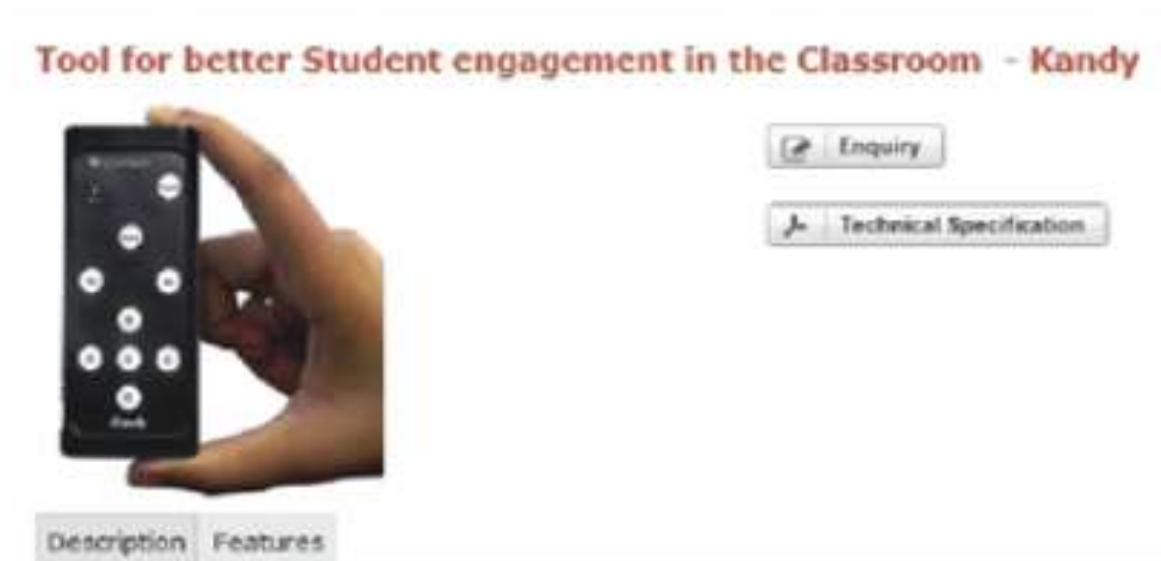 Tool for better Student engagement in the Classroom - Kandy
Enquiry
Technical Specification
Description Features